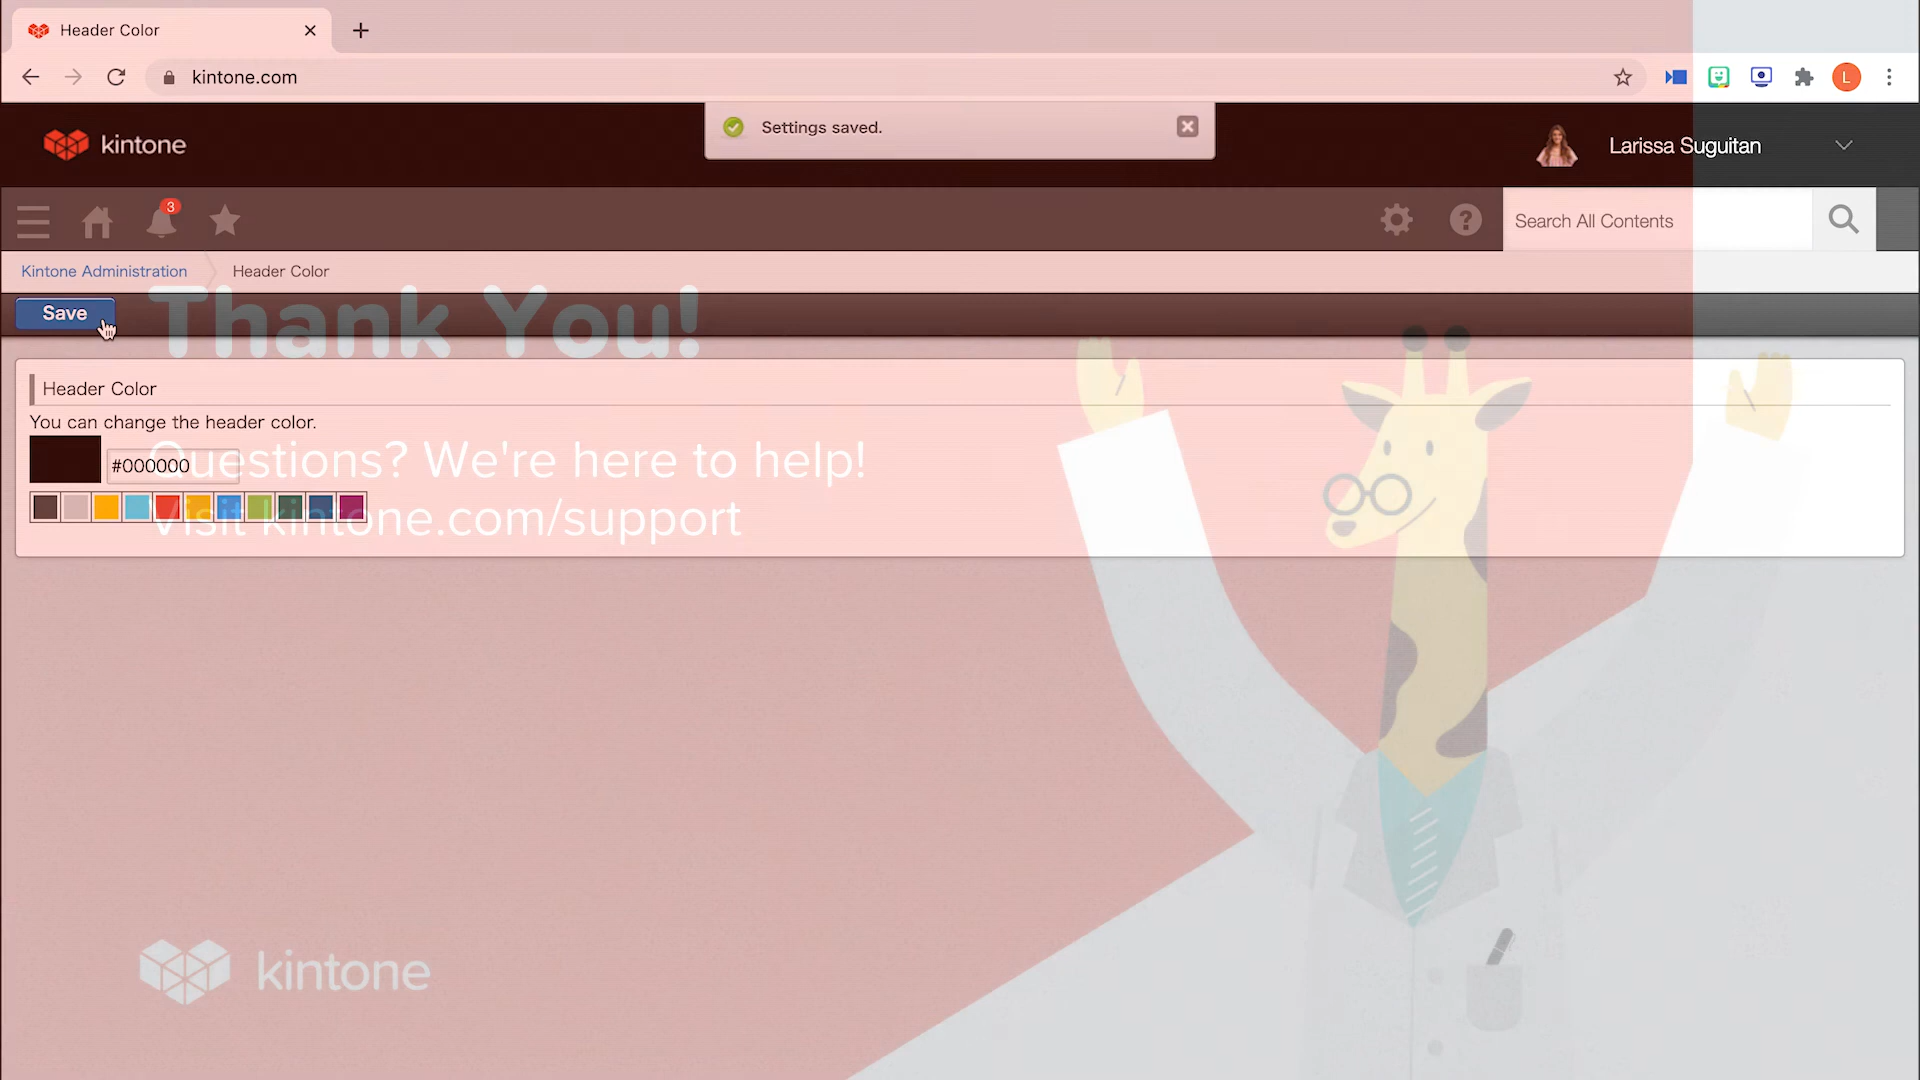 Header Color
kintone.com
L
kintone
Settings saved.
Larissa Suguitan
3
Search All Contents
Kintone Administration
Header Color
Save
Thank You!
Header Color
You can change the header color.
#000000
Questions? We're here to help!
Visit kintone.com/support
kintone